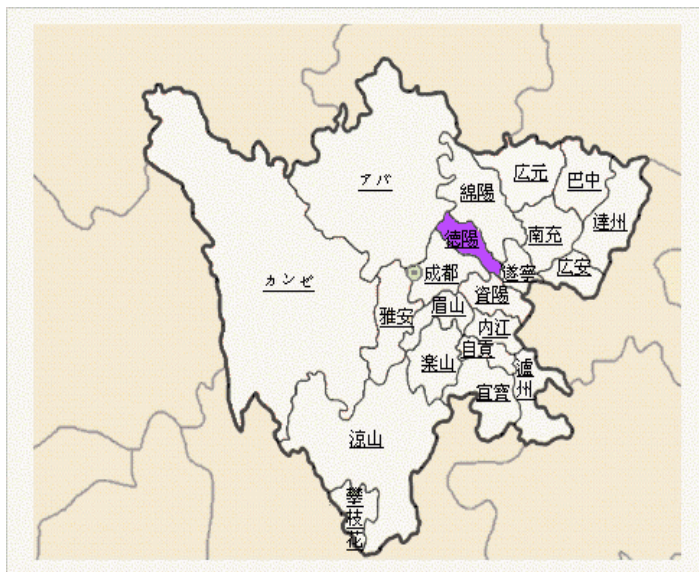 アバ
綿陽
広元
巴中
達州
徳陽
南充
カンゼ
成都
遂寧
広安
雅安
眉山
資陽
内江
楽山
自貢
瀘州
宜賓
涼山
攀枝花